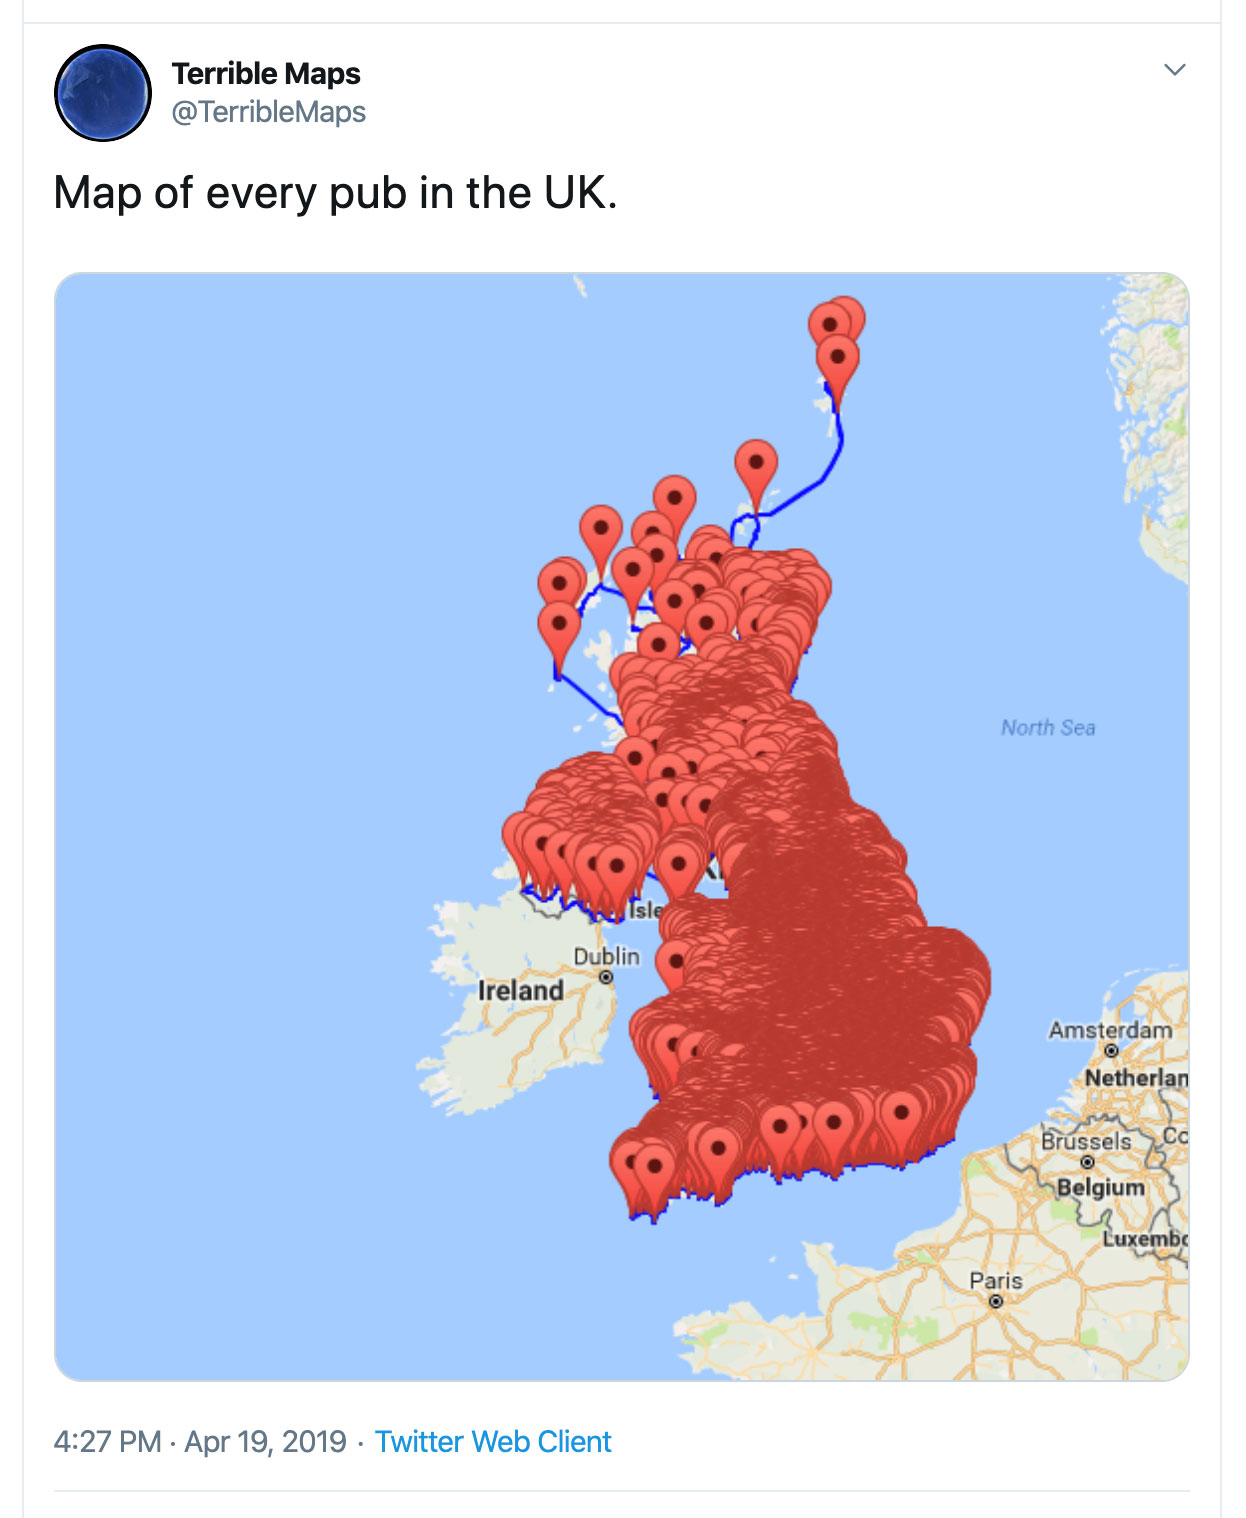 Terrible Maps
@TerribleMaps
Map of every pub in the UK.
North Sea
Isle
Dublin
Ireland
Amsterdam
Netherlan
Brussels
Co
Belgium
Luxembo
Paris
4:27 PM · Apr 19, 2019 · Twitter Web Client